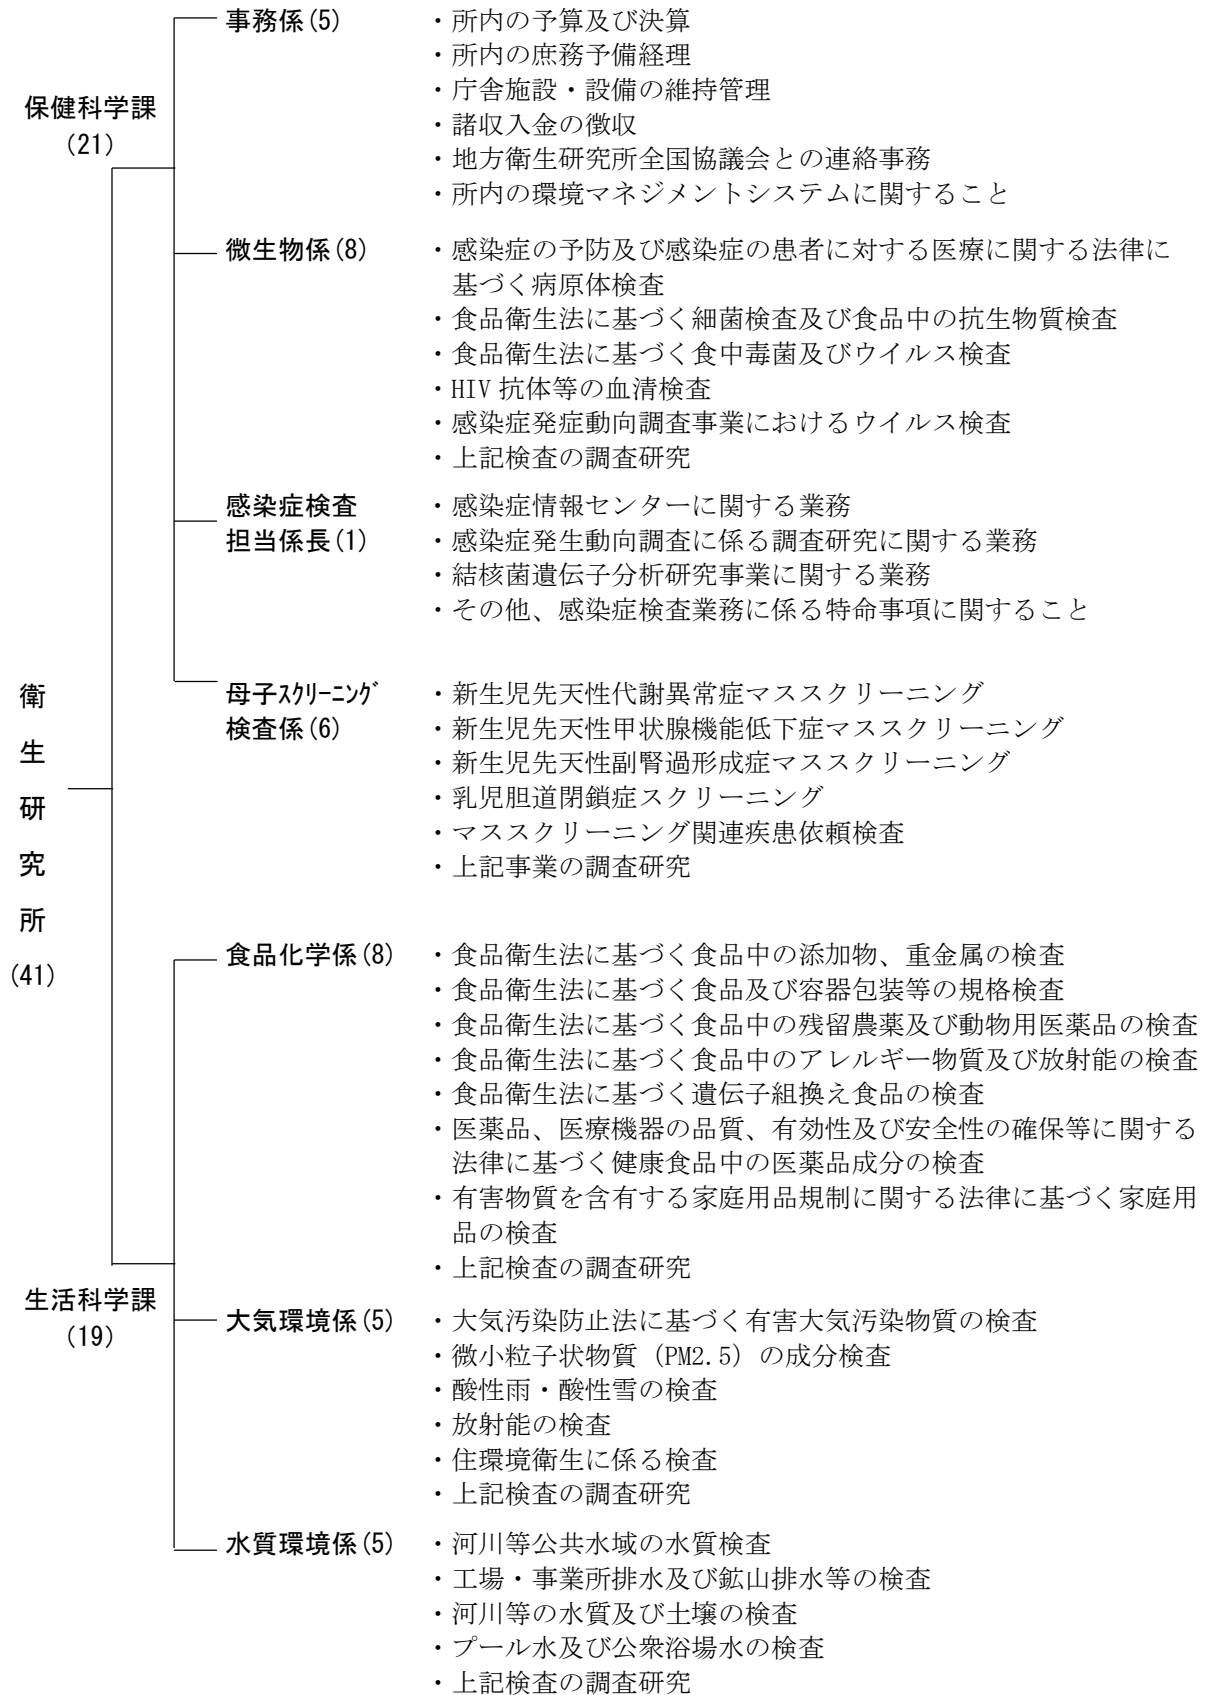 衛生研究所
(41)
保健科学課
(21)
事務係(5)
・所内の予算及び決算
・所内の庶務予備経理
・庁舎施設・設備の維持管理
・諸収入金の徴収
・地方衛生研究所全国協議会との連絡事務
・所内の環境マネジメントシステムに関すること
微生物係(8)
・感染症の予防及び感染症の患者に対する医療に関する法律に
基づく病原体検査
・食品衛生法に基づく細菌検査及び食品中の抗生物質検査
・食品衛生法に基づく食中毒菌及びウイルス検査
・HIV抗体等の血清検査
・感染症発症動向調査事業におけるウイルス検査
・上記検査の調査研究
感染症検査
担当係長(1)
・感染症情報センターに関する業務
・感染症発生動向調査に係る調査研究に関する業務
・結核菌遺伝子分析研究事業に関する業務
・その他、感染症検査業務に係る特命事項に関すること
母子ｽｸﾘｰﾆﾝｸﾞ
検査係(6)
・新生児先天性代謝異常症マススクリーニング
・新生児先天性甲状腺機能低下症マススクリーニング
・新生児先天性副腎過形成症マススクリーニング
・乳児胆道閉鎖症スクリーニング
・マススクリーニング関連疾患依頼検査
・上記事業の調査研究
生活科学課
(19)
食品化学係(8)
・食品衛生法に基づく食品中の添加物、重金属の検査
・食品衛生法に基づく食品及び容器包装等の規格検査
・食品衛生法に基づく食品中の残留農薬及び動物用医薬品の検査
・食品衛生法に基づく食品中のアレルギー物質及び放射能の検査
・食品衛生法に基づく遺伝子組換え食品の検査
・医薬品、医療機器の品質、有効性及び安全性の確保等に関する
法律に基づく健康食品中の医薬品成分の検査
・有害物質を含有する家庭用品規制に関する法律に基づく家庭用
品の検査
・上記検査の調査研究
大気環境係(5)
・大気汚染防止法に基づく有害大気汚染物質の検査
・微小粒子状物質（PM2.5）の成分検査
・酸性雨・酸性雪の検査
・放射能の検査
・住環境衛生に係る検査
・上記検査の調査研究
水質環境係(5)
・河川等公共水域の水質検査
・工場・事業所排水及び鉱山排水等の検査
・河川等の水質及び土壌の検査
・プール水及び公衆浴場水の検査
・上記検査の調査研究